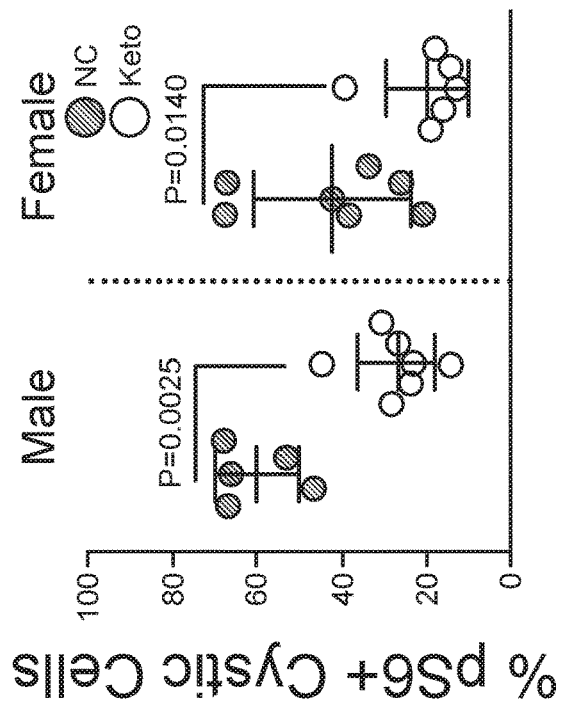 Male
Female
NC
Keto
P=0.0025
P=0.0140
% pS6+ Cystic Cells
100
80
60
40
20
0